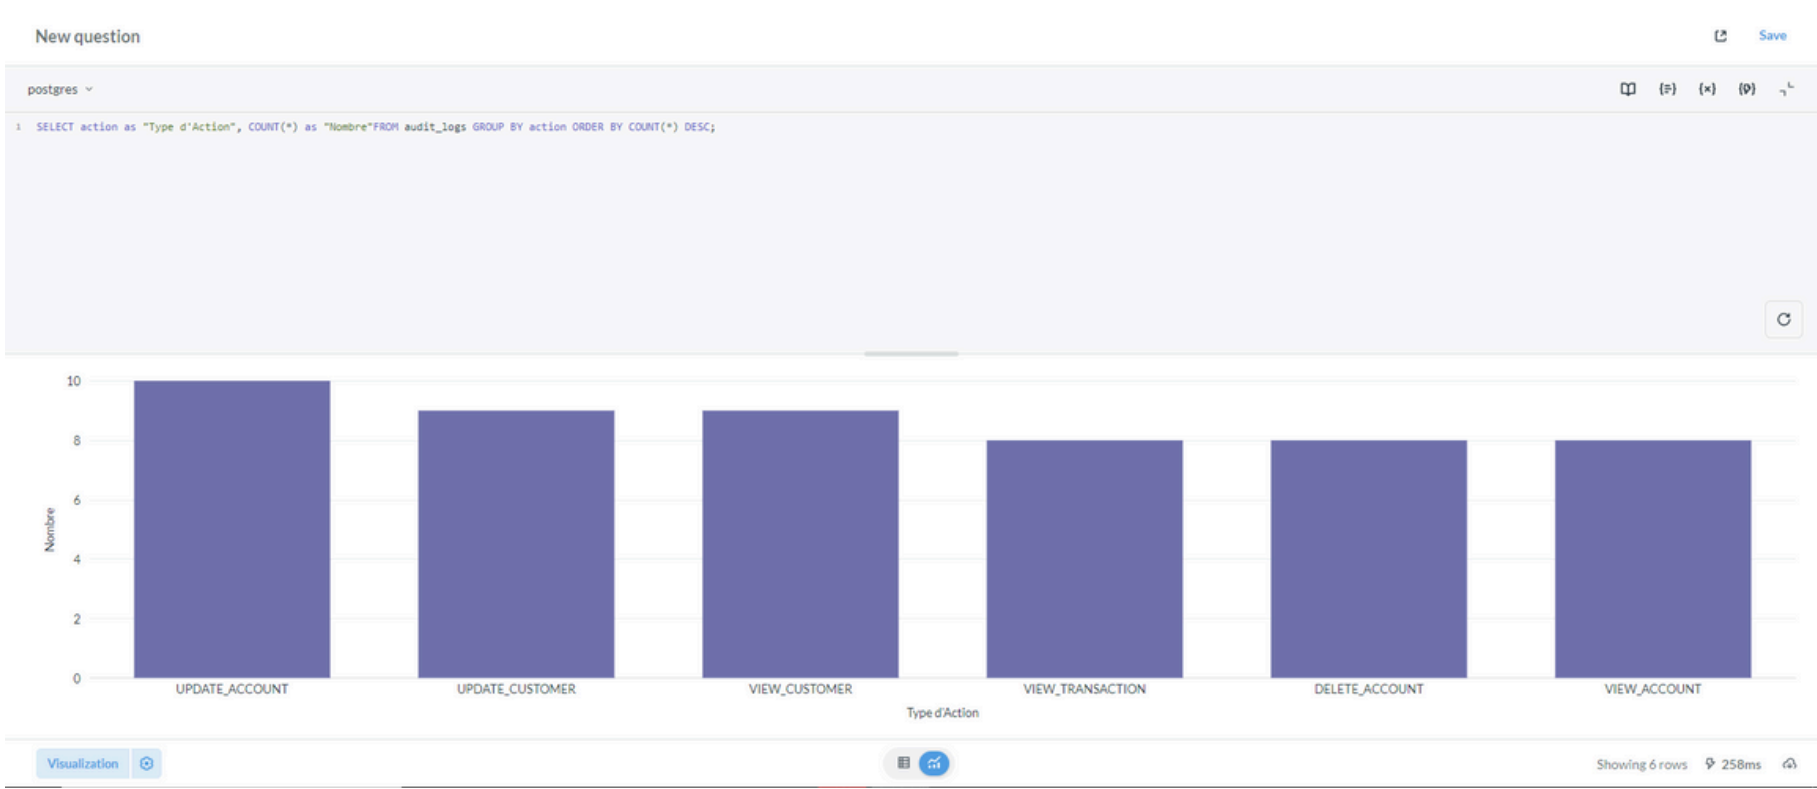 New question
Save
postgres
1 SELECT action as "Type d'Action", COUNT(*) as "Nombre"FROM audit_logs GROUP BY action ORDER BY COUNT(*) DESC;
10
8
6
4
2
0
Nombre
UPDATE_ACCOUNT UPDATE_CUSTOMER VIEW_CUSTOMER VIEW_TRANSACTION DELETE_ACCOUNT VIEW_ACCOUNT
Type d'Action
Visualization
Showing 6 rows 258ms